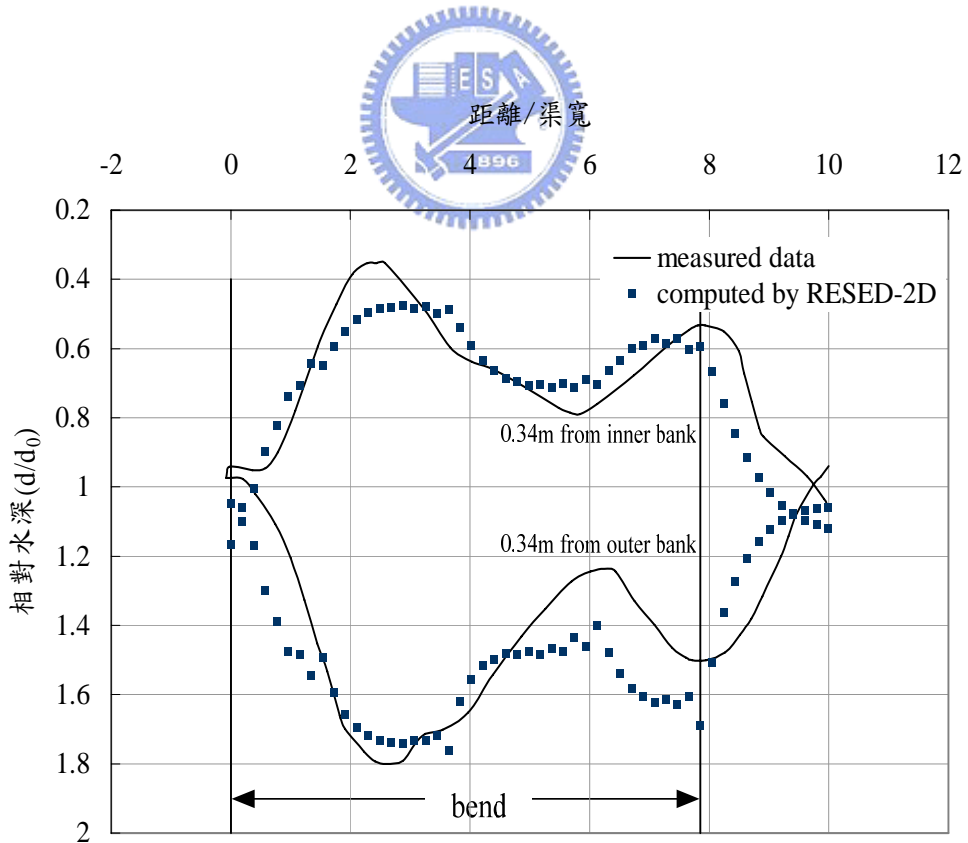 E S A
1896
距離/渠寬
-2 0 2 4 6 8 10 12
0.2
0.4
0.6
0.8
1
1.2
1.4
1.6
1.8
2
相對水深(d/d₀)
measured data
computed by RESED-2D
0.34m from inner bank
0.34m from outer bank
bend